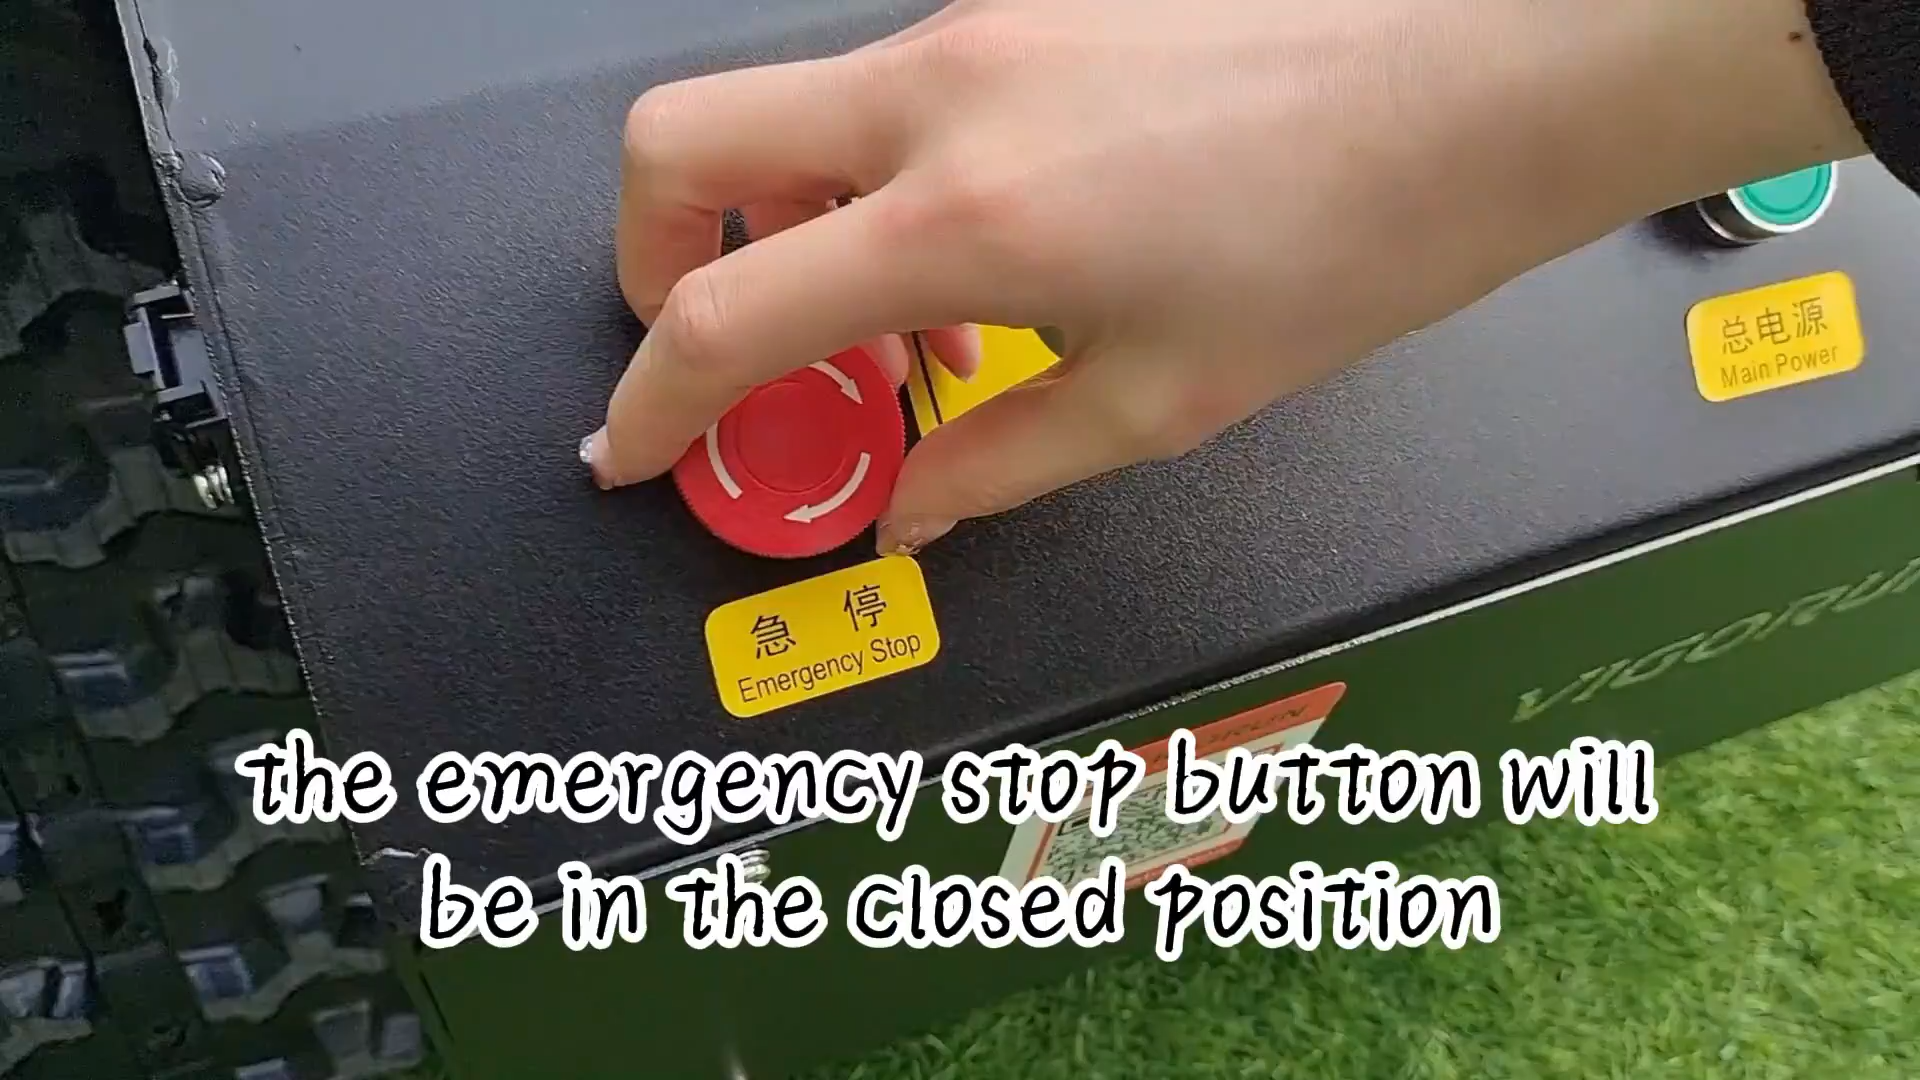 总电源
Main Power
急 停
Emergency Stop
VIGORUN
the emergency stop button will
be in the closed position